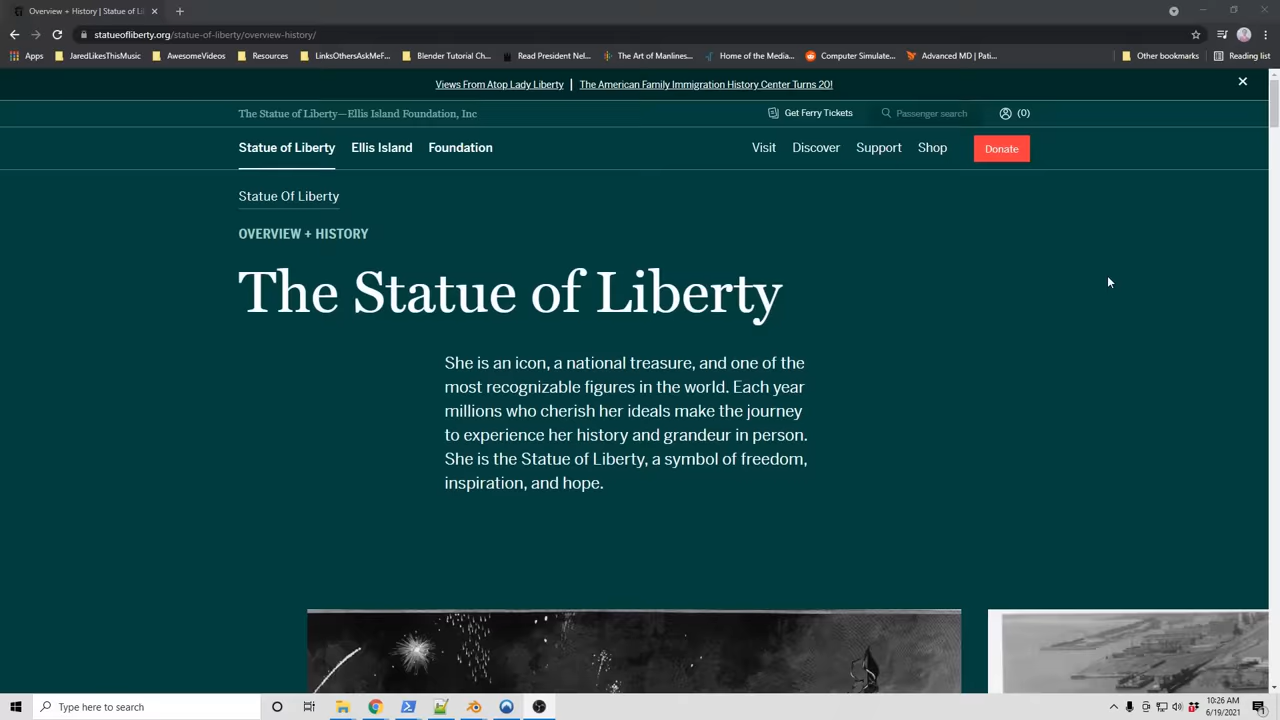 Overview + History | Statue of Li
statueofliberty.org/statue-of-liberty/overview-history/
Apps JaredLikesThisMusic AwesomeVideos Resources LinksOthersAskMeF... Blender Tutorial Ch... Read President Nel... The Art of Manlines... Home of the Media... Computer Simulate... Advanced MD | Pati... Other bookmarks Reading list
Views From Atop Lady Liberty | The American Family Immigration History Center Turns 20!
The Statue of Liberty—Ellis Island Foundation, Inc Get Ferry Tickets Passenger search (0)
Statue of Liberty Ellis Island Foundation Visit Discover Support Shop Donate
Statue Of Liberty
OVERVIEW + HISTORY
The Statue of Liberty
She is an icon, a national treasure, and one of the
most recognizable figures in the world. Each year
millions who cherish her ideals make the journey
to experience her history and grandeur in person.
She is the Statue of Liberty, a symbol of freedom,
inspiration, and hope.
Type here to search
10:26 AM
6/19/2021